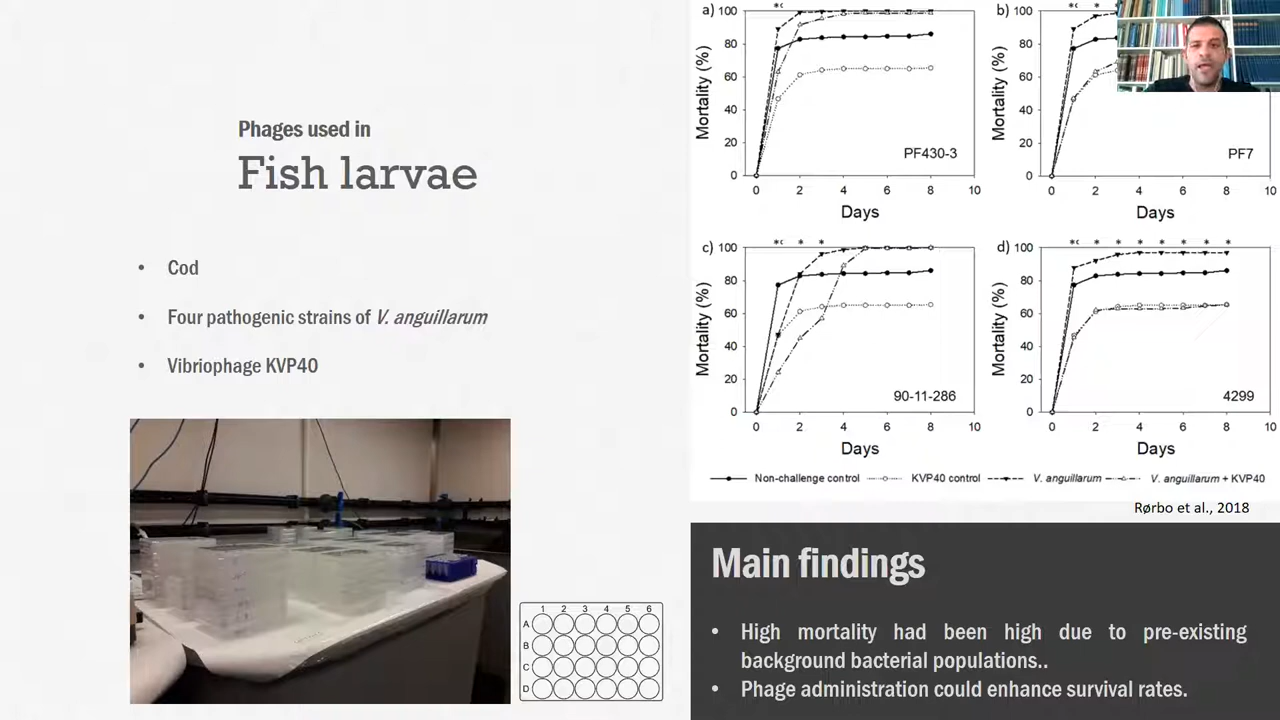 Phages used in
Fish larvae
• Cod
• Four pathogenic strains of V. anguillarum
• Vibriophage KVP40
1 2 3 4 5 6
A
B
C
D
a)
*c
100
80
60
40
20
0
Mortality (%)
PF430-3
0 2 4 6 8 10
Days
b)
*c *
100
80
60
40
20
0
Mortality (%)
PF7
0 2 4 6 8 10
Days
c)
*c * *
100
80
60
40
20
0
Mortality (%)
90-11-286
0 2 4 6 8 10
Days
d)
*c * * * * * * *
100
80
60
40
20
0
Mortality (%)
4299
0 2 4 6 8 10
Days
Non-challenge control KVP40 control V. anguillarum V. anguillarum + KVP40
Rørbo et al., 2018
Main findings
• High mortality had been high due to pre-existing
background bacterial populations..
• Phage administration could enhance survival rates.